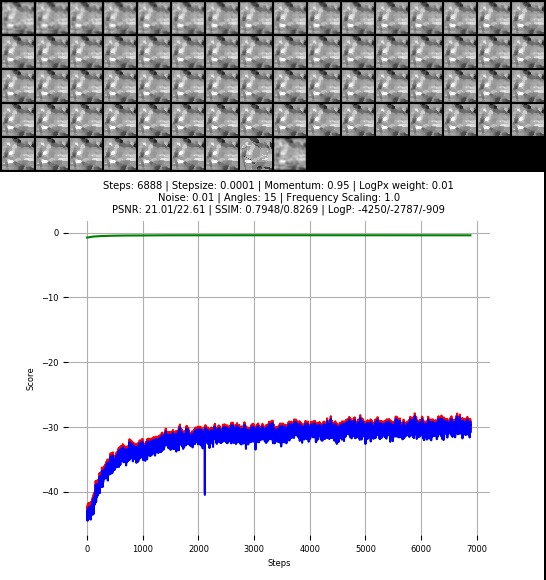 Steps: 6888 | Stepsize: 0.0001 | Momentum: 0.95 | LogPx weight: 0.01
Noise: 0.01 | Angles: 15 | Frequency Scaling: 1.0
PSNR: 21.01/22.61 | SSIM: 0.7948/0.8269 | LogP: -4250/-2787/-909
0
−10
−20
−30
−40
Score
0 1000 2000 3000 4000 5000 6000 7000
Steps